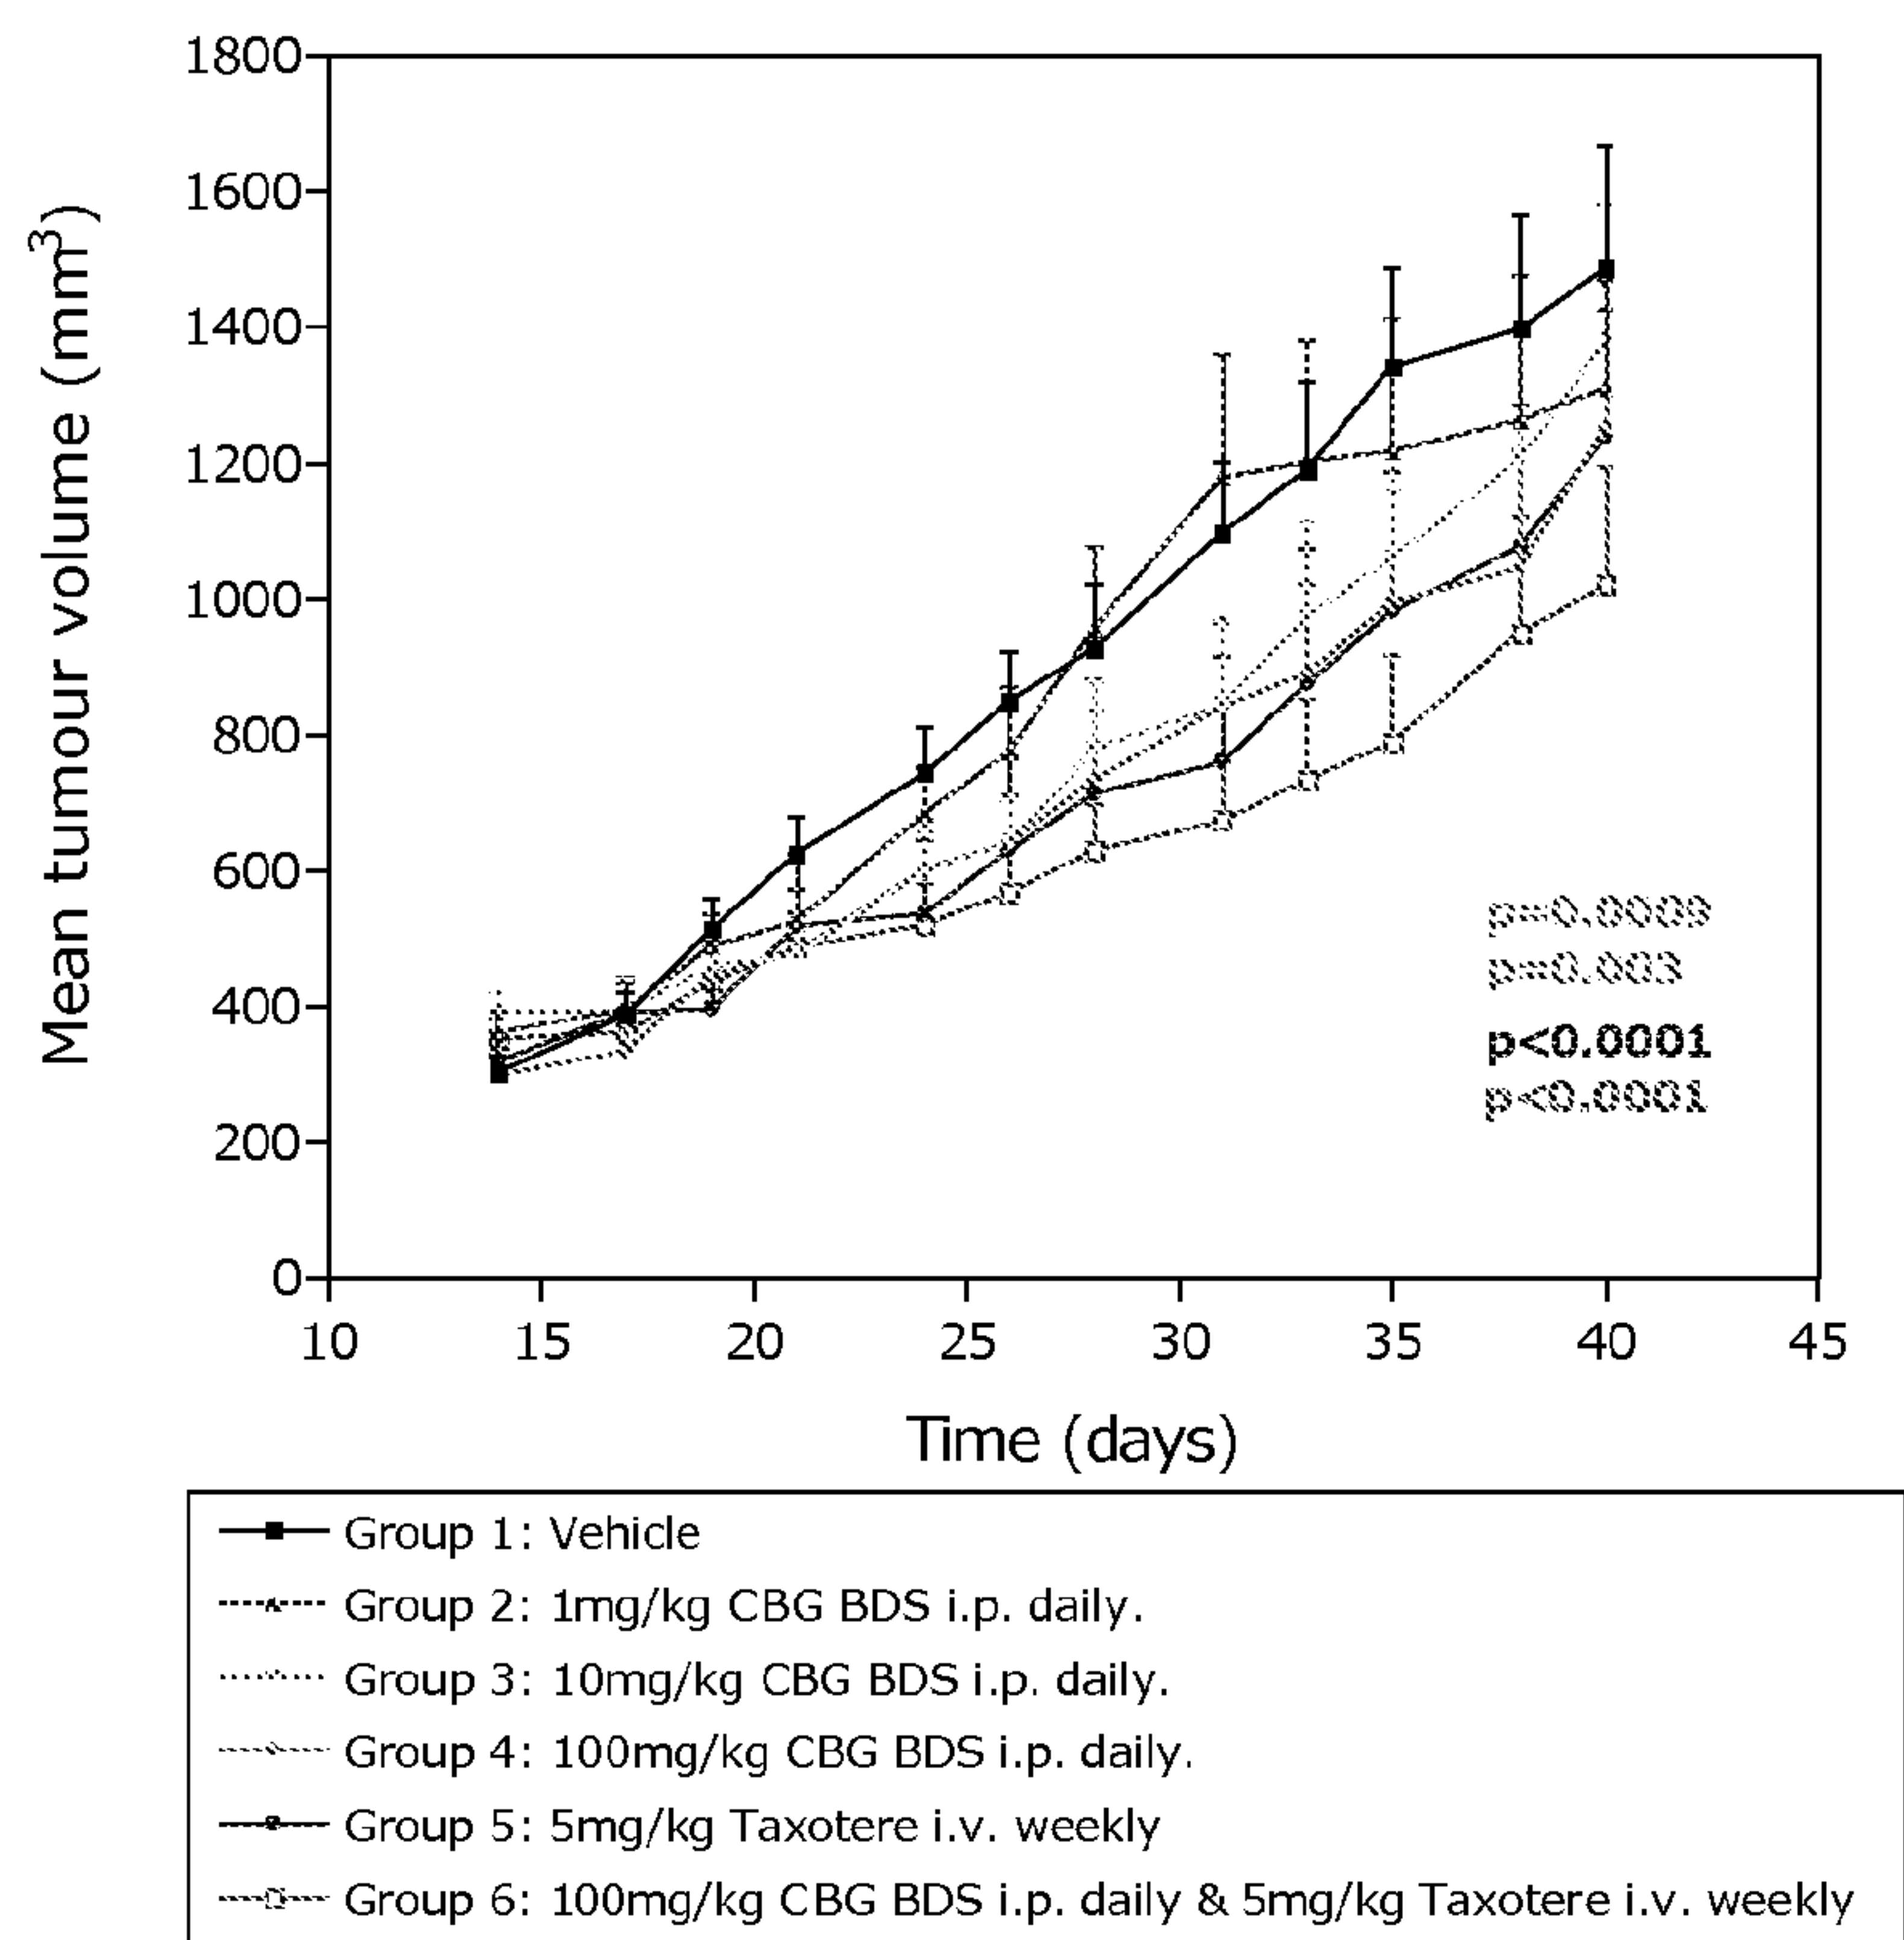 1800
1600
1400
1200
1000
800
600
400
200
0
Mean tumour volume (mm³)
p=0.003
p<0.0001
p<0.0001
10 15 20 25 30 35 40 45
Time (days)
Group 1: Vehicle
Group 2: 1mg/kg CBG BDS i.p. daily.
Group 3: 10mg/kg CBG BDS i.p. daily.
Group 4: 100mg/kg CBG BDS i.p. daily.
Group 5: 5mg/kg Taxotere i.v. weekly
Group 6: 100mg/kg CBG BDS i.p. daily & 5mg/kg Taxotere i.v. weekly